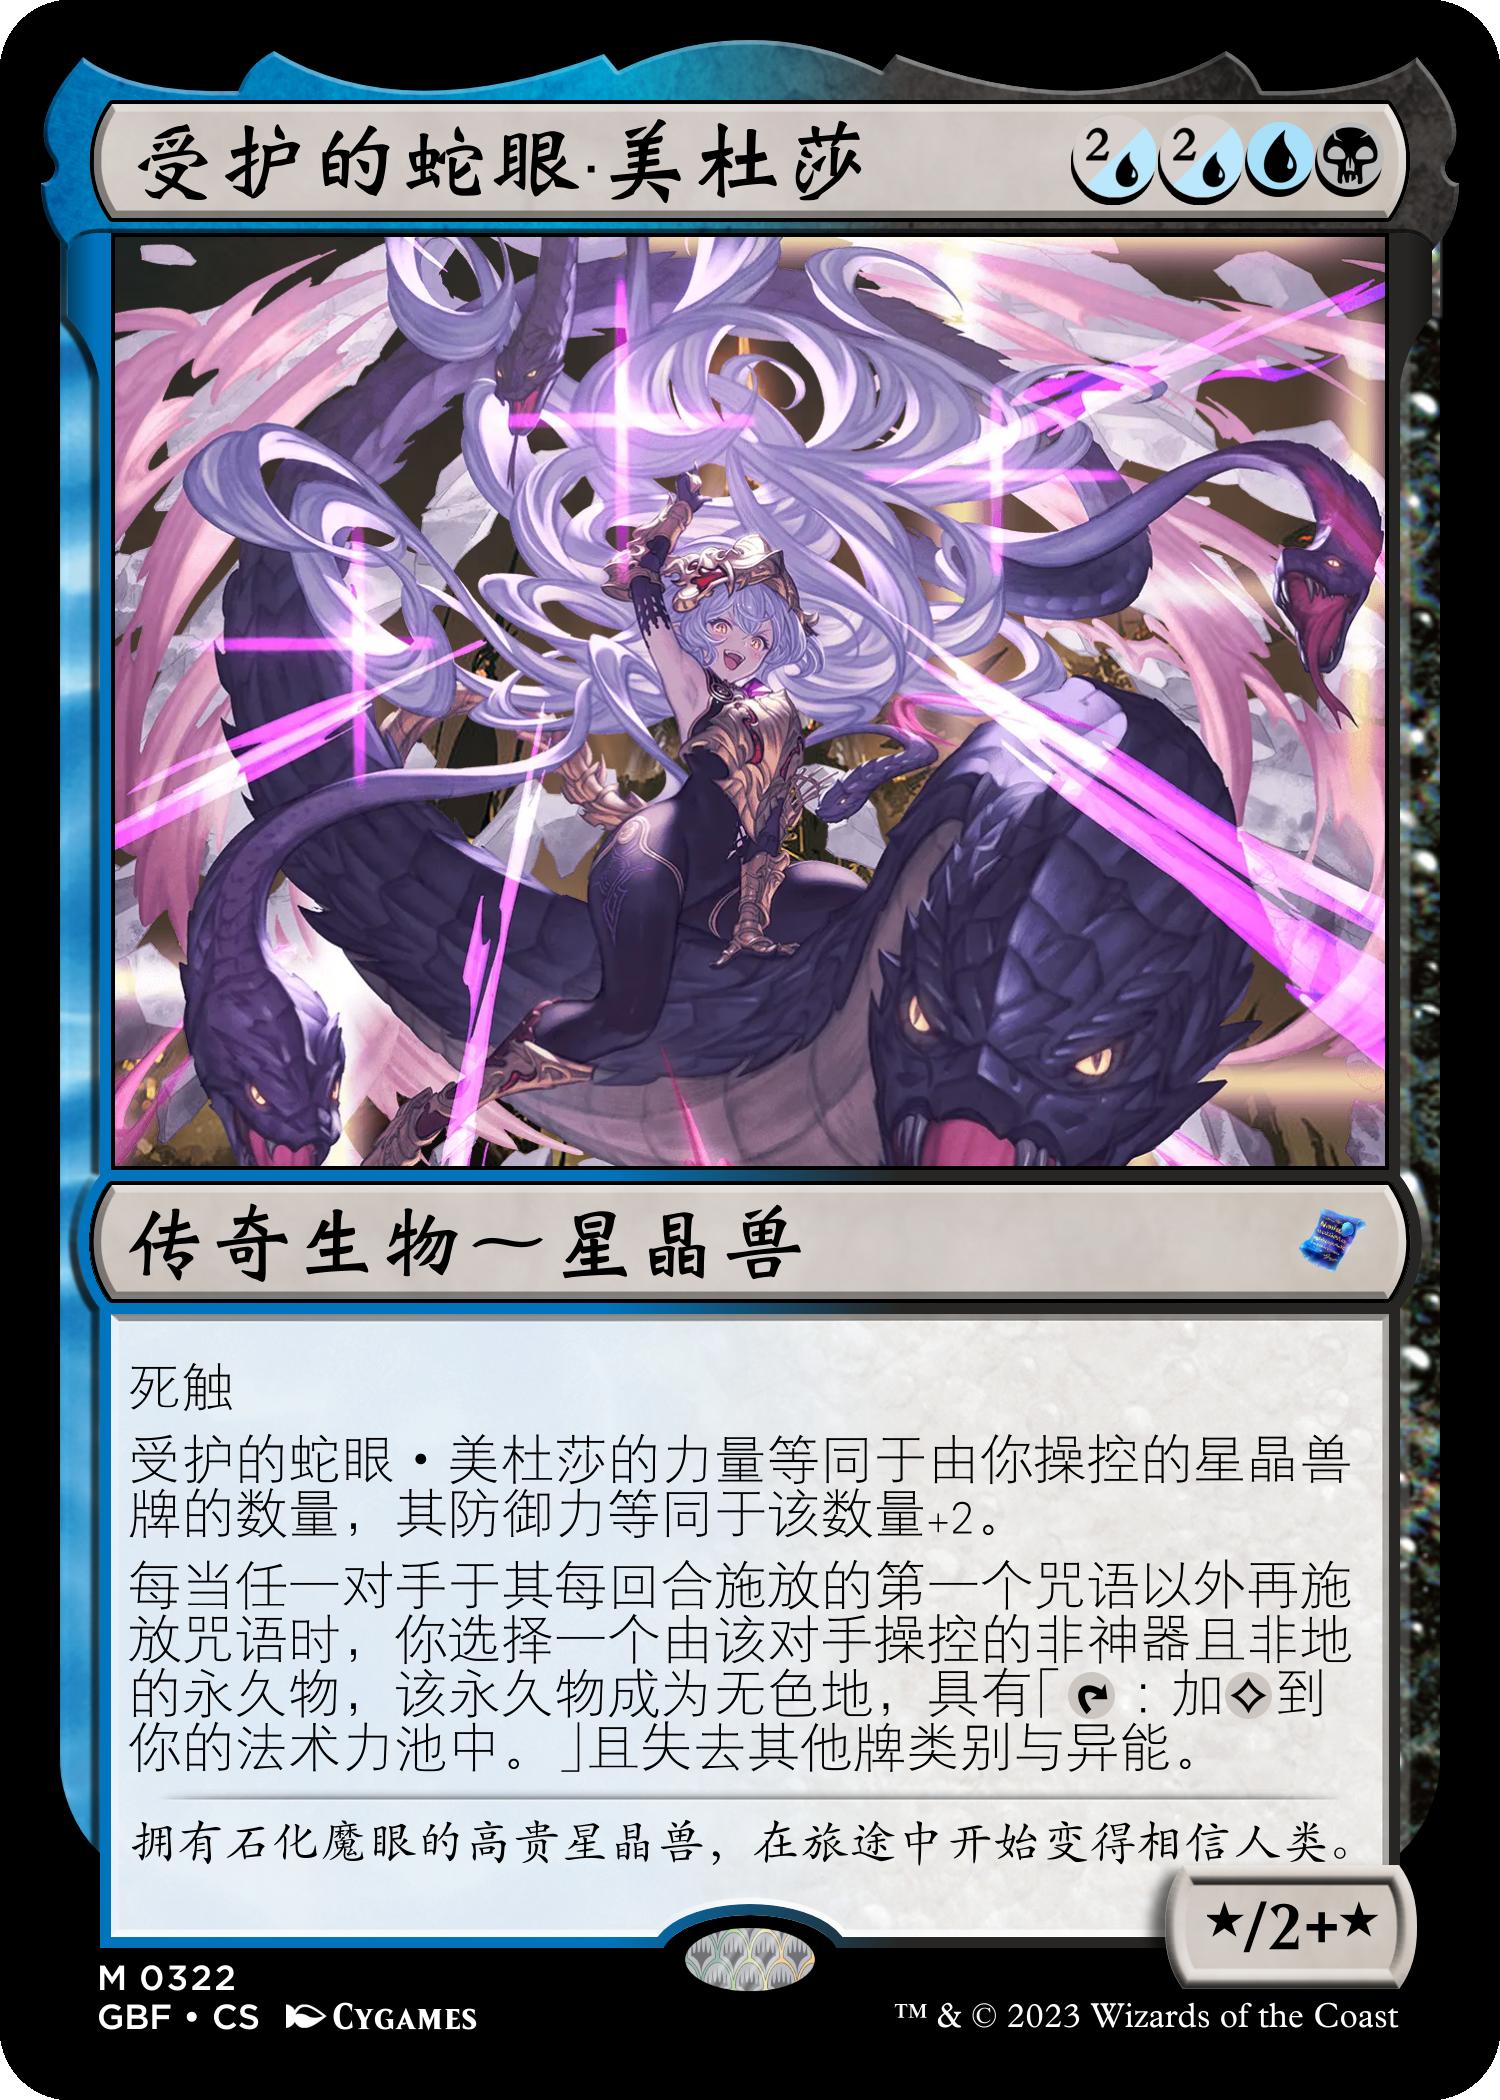 受护的蛇眼·美杜莎 2 2
传奇生物～星晶兽
死触
受护的蛇眼·美杜莎的力量等同于由你操控的星晶兽
牌的数量，其防御力等同于该数量+2。
每当任一对手于其每回合施放的第一个咒语以外再施
放咒语时，你选择一个由该对手操控的非神器且非地
的永久物，该永久物成为无色地，具有「：加到
你的法术力池中。」且失去其他牌类别与异能。
拥有石化魔眼的高贵星晶兽，在旅途中开始变得相信人类。
★/2+★
M 0322
GBF • CS CYGAMES
™ & © 2023 Wizards of the Coast